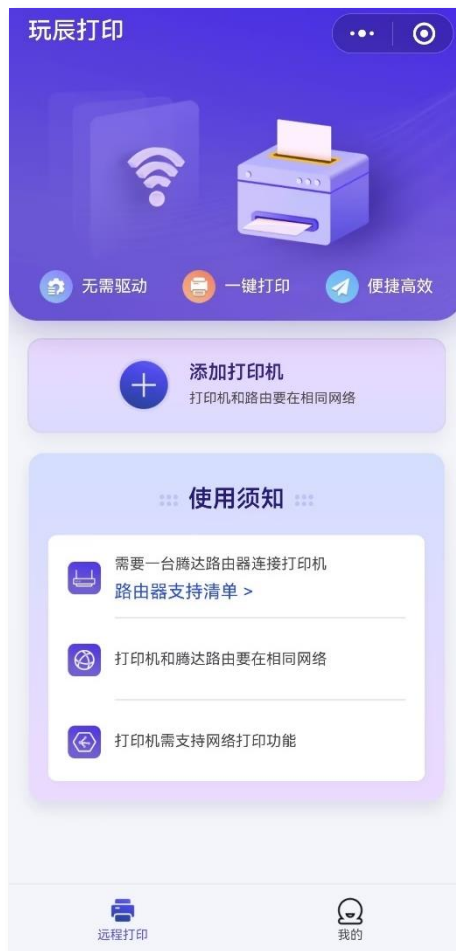 玩辰打印
无需驱动 一键打印 便捷高效
添加打印机
打印机和路由要在相同网络
使用须知
需要一台腾达路由器连接打印机
路由器支持清单 >
打印机和腾达路由要在相同网络
打印机需支持网络打印功能
远程打印 我的